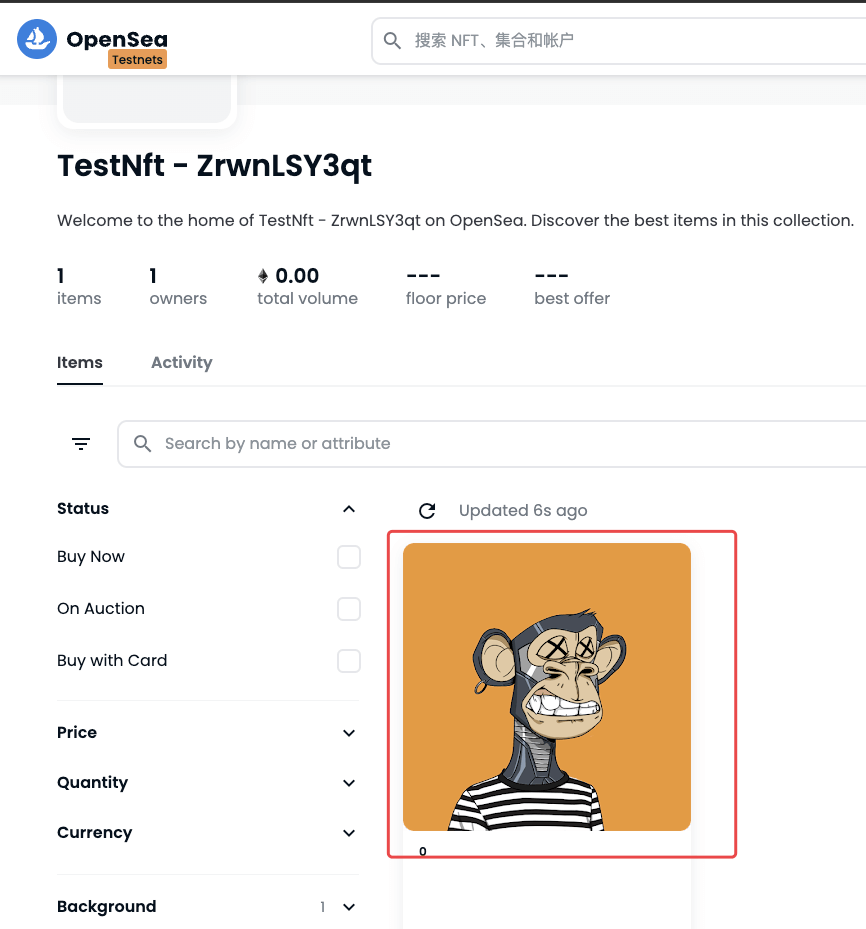 OpenSea
Testnets
搜索 NFT、集合和帐户
TestNft - ZrwnLSY3qt
Welcome to the home of TestNft - ZrwnLSY3qt on OpenSea. Discover the best items in this collection.
1 1 0.00 --- ---
items owners total volume floor price best offer
Items Activity
Search by name or attribute
Status
Updated 6s ago
Buy Now
On Auction
Buy with Card
Price
Quantity
Currency
0
Background 1